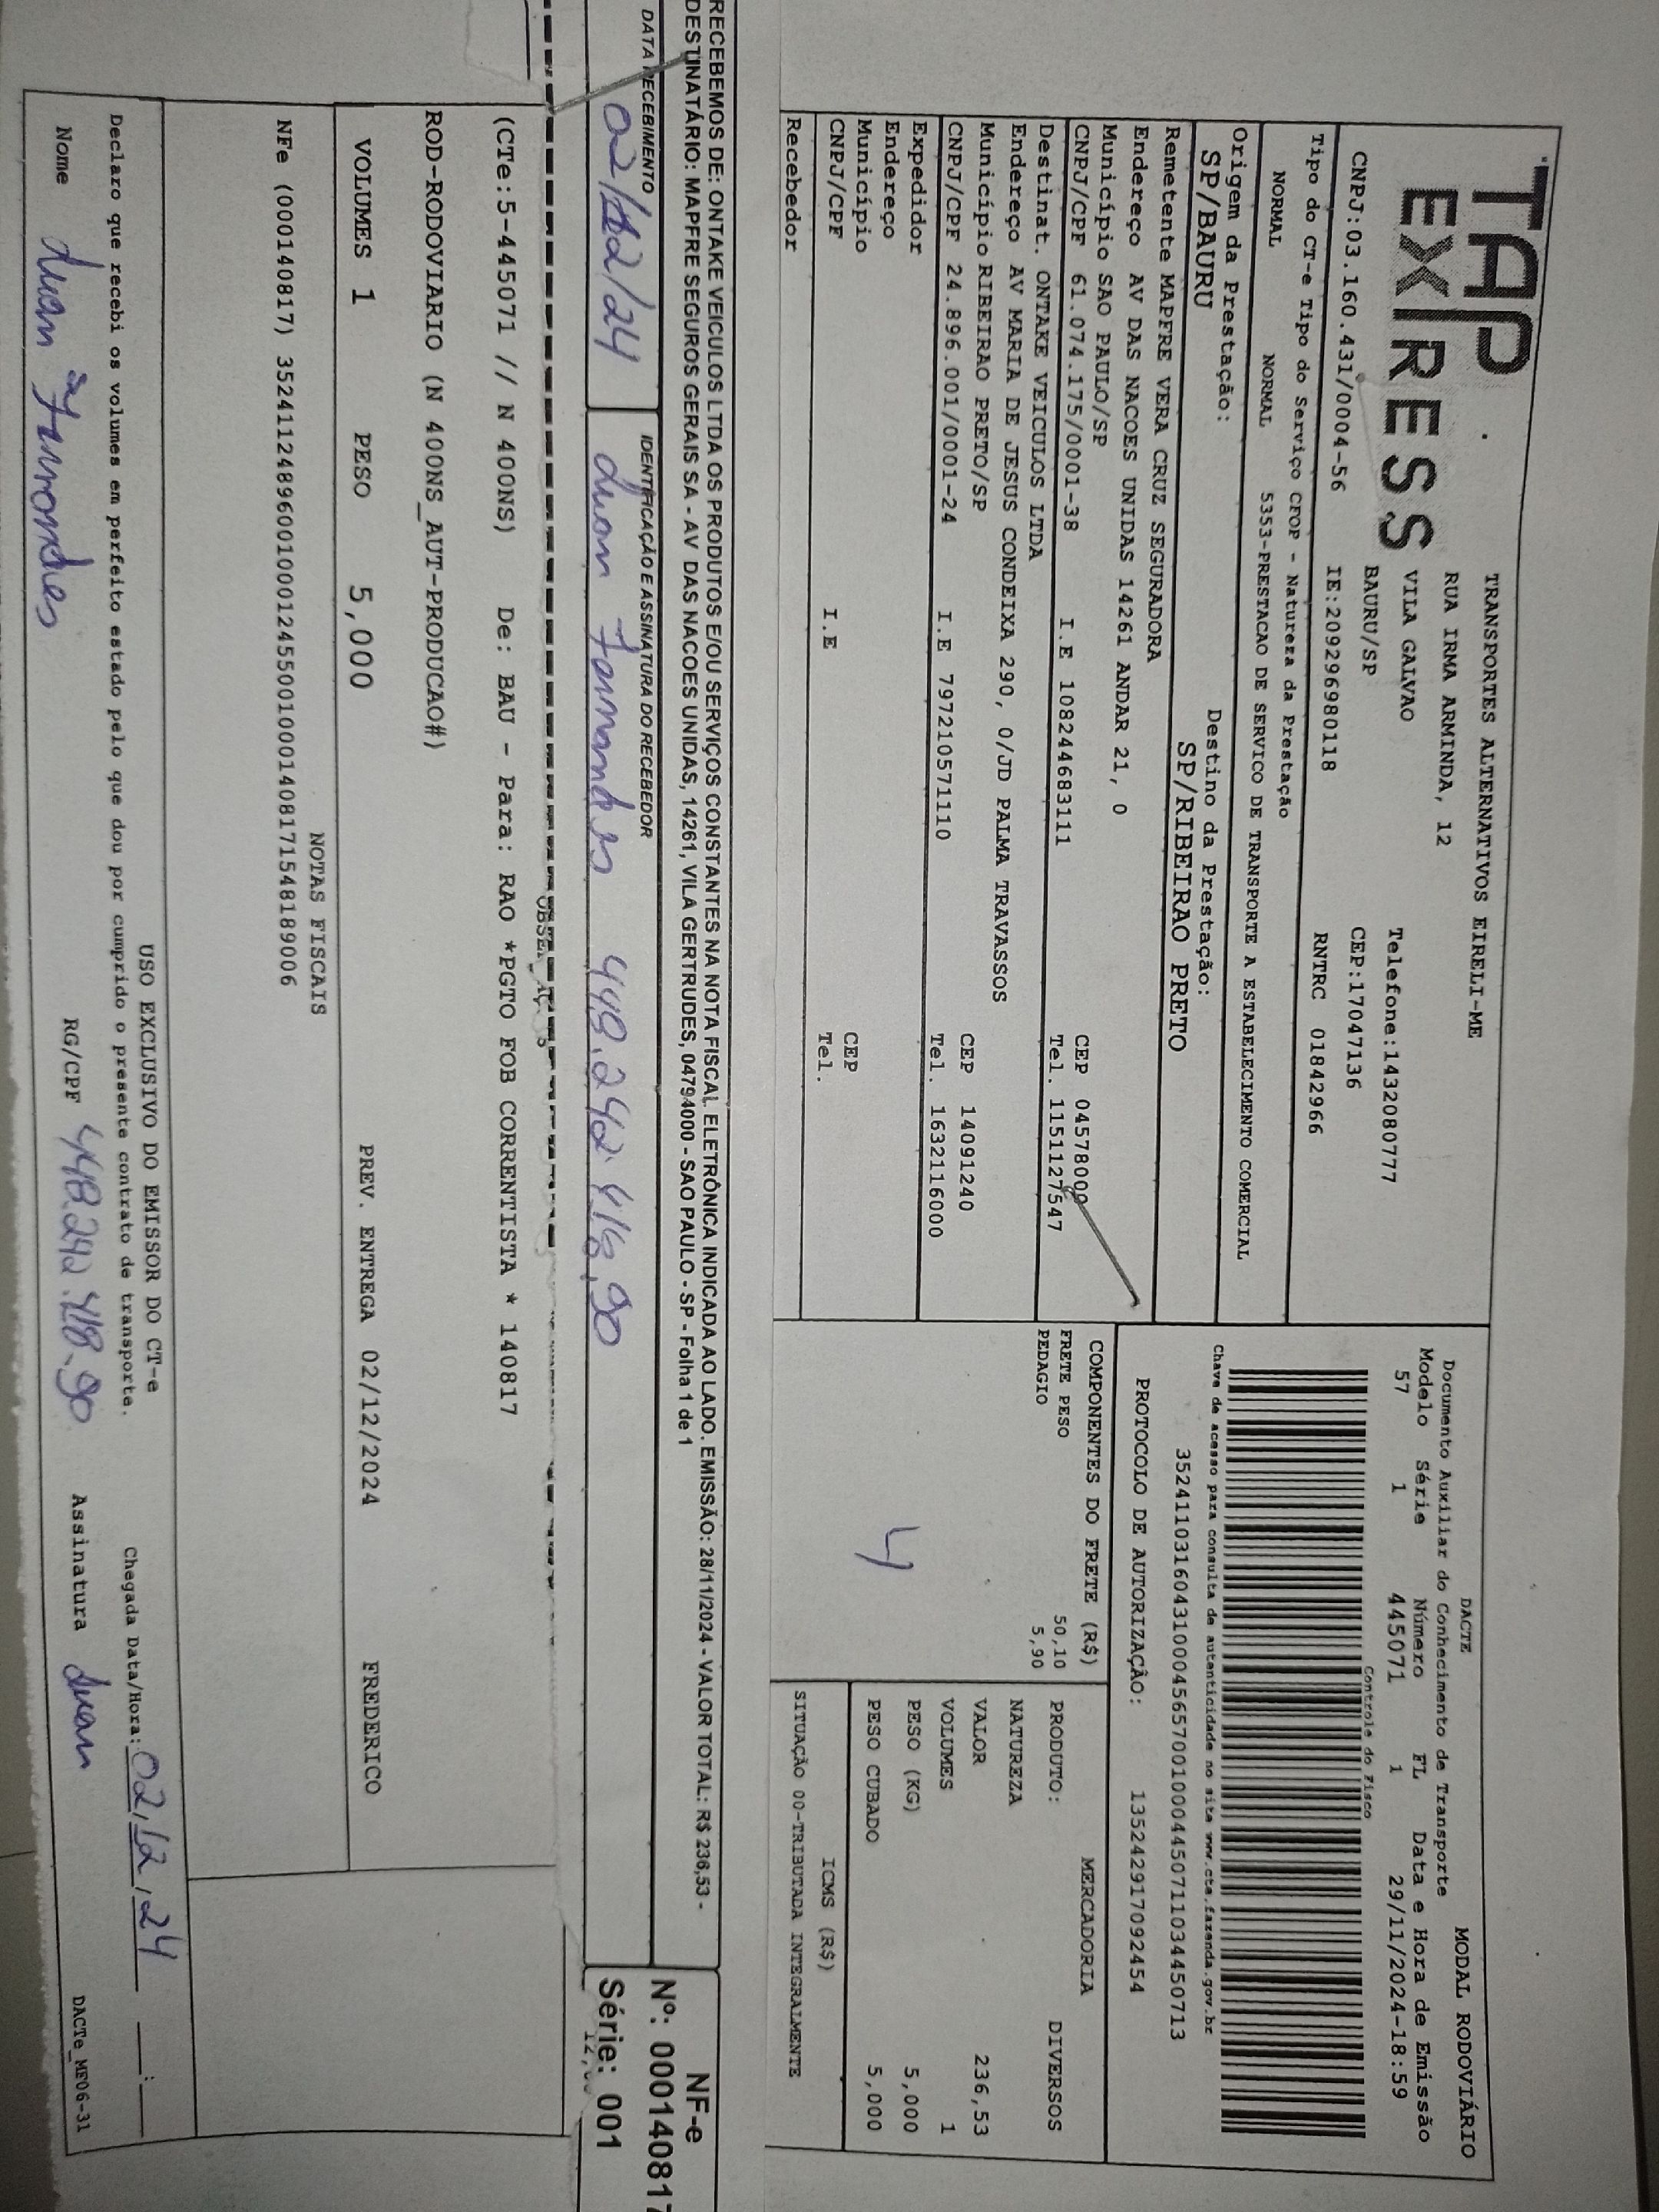 TAP
EXPRESS
TRANSPORTES ALTERNATIVOS EIRELI-ME
RUA IRMA ARMINDA, 12
VILA GALVAO Telefone:1432080777
BAURU/SP CEP:17047136
CNPJ:03.160.431/0004-56 IE:209296980118 RNTRC 01842966
DACTE MODAL RODOVIÁRIO
Documento Auxiliar do Conhecimento de Transporte
Modelo Série Número FL Data e Hora de Emissão
57 1 445071 1 29/11/2024-18:59
Controle do Fisco
Tipo do CT-e Tipo do Serviço CFOP - Natureza da Prestação
NORMAL NORMAL 5353-PRESTACAO DE SERVICO DE TRANSPORTE A ESTABELECIMENTO COMERCIAL
Origem da Prestação: Destino da Prestação:
SP/BAURU SP/RIBEIRAO PRETO
Chave de acesso para consulta de autenticidade no site www.cte.fazenda.gov.br
35241103160431000456570010004450711034450713
PROTOCOLO DE AUTORIZAÇÃO: 135242917092454
Remetente MAPFRE VERA CRUZ SEGURADORA
Endereço AV DAS NACOES UNIDAS 14261 ANDAR 21, 0
Município SAO PAULO/SP CEP 04578000
CNPJ/CPF 61.074.175/0001-38 I.E 108244683111 Tel. 1151127547
Destinat. ONTAKE VEICULOS LTDA
Endereço AV MARIA DE JESUS CONDEIXA 290, 0/JD PALMA TRAVASSOS
Município RIBEIRAO PRETO/SP CEP 14091240
CNPJ/CPF 24.896.001/0001-24 I.E 797210571110 Tel. 1632116000
Expedidor
Endereço
Município CEP
CNPJ/CPF I.E Tel.
Recebedor
COMPONENTES DO FRETE (R$)
FRETE PESO 50,10
PEDAGIO 5,90
4
MERCADORIA
PRODUTO: DIVERSOS
NATUREZA
VALOR 236,53
VOLUMES 1
PESO (KG) 5,000
PESO CUBADO 5,000
ICMS (R$)
SITUAÇÃO 00-TRIBUTADA INTEGRALMENTE
RECEBEMOS DE: ONTAKE VEICULOS LTDA OS PRODUTOS E/OU SERVIÇOS CONSTANTES NA NOTA FISCAL ELETRÔNICA INDICADA AO LADO. EMISSÃO: 28/11/2024 - VALOR TOTAL: R$ 236,53 -
DESTINATÁRIO: MAPFRE SEGUROS GERAIS SA - AV DAS NACOES UNIDAS, 14261, VILA GERTRUDES, 04794000 - SAO PAULO - SP - Folha 1 de 1
NF-e
Nº: 000140817
Série: 001
DATA RECEBIMENTO IDENTIFICAÇÃO E ASSINATURA DO RECEBEDOR
02/12/24 Luan Fernandes 448.242.418,90
(CTe:5-445071 // N 400NS) De: BAU - Para: RAO *PGTO FOB CORRENTISTA * 140817
ROD-RODOVIARIO (N 400NS_AUT-PRODUCAO#)
VOLUMES 1 PESO 5,000 PREV. ENTREGA 02/12/2024 FREDERICO
NOTAS FISCAIS
NFe (000140817) 35241124896001000124550010001408171548189006
USO EXCLUSIVO DO EMISSOR DO CT-e
Declaro que recebi os volumes em perfeito estado pelo que dou por cumprido o presente contrato de transporte. Chegada Data/Hora: 02/12/24 __:__
Nome Luan Fernandes RG/CPF 448.242.418.90 Assinatura Luan
DACTe_MF06-31